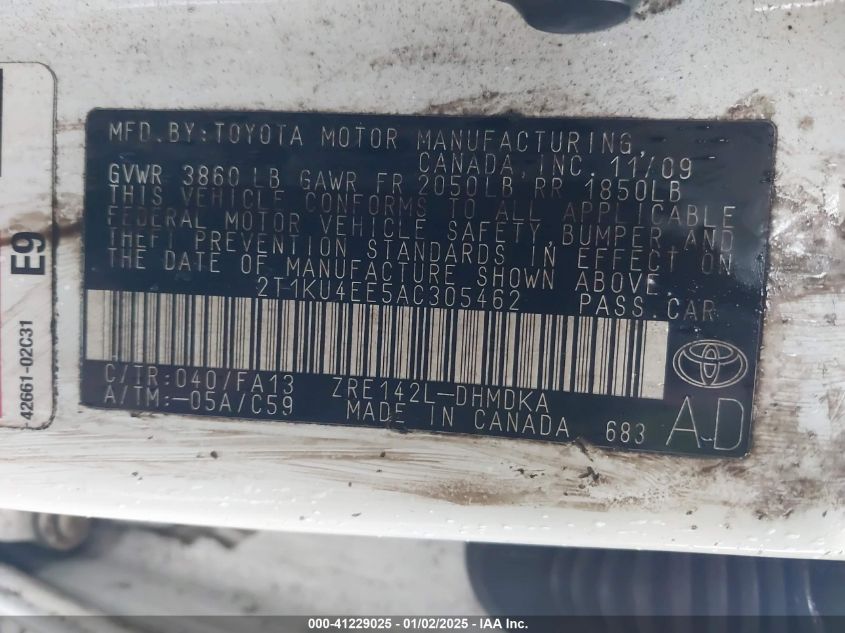 MFD.BY:TOYOTA MOTOR MANUFACTURING,
CANADA,INC. 11/09
GVWR 3860 LB GAWR FR 2050LB RR 1850LB
THIS VEHICLE CONFORMS TO ALL APPLICABLE
FEDERAL MOTOR VEHICLE SAFETY,BUMPER,AND
THEFT PREVENTION STANDARDS IN EFFECT ON
THE DATE OF MANUFACTURE SHOWN ABOVE.
2T1KU4EE5AC305462 PASS.CAR
C/TR:040/FA13 ZRE142L-DHMDKA
A/TM:-05A/C59 MADE IN CANADA 683 A-D
E9
42661-02C31
000-41229025 - 01/02/2025 - IAA Inc.